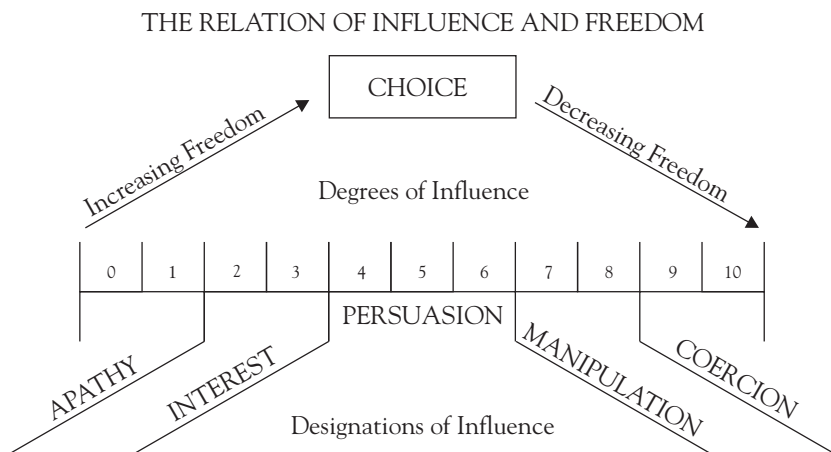 THE RELATION OF INFLUENCE AND FREEDOM
CHOICE
Increasing Freedom
Decreasing Freedom
Degrees of Influence
0 1 2 3 4 5 6 7 8 9 10
PERSUASION
APATHY
INTEREST
MANIPULATION
COERCION
Designations of Influence